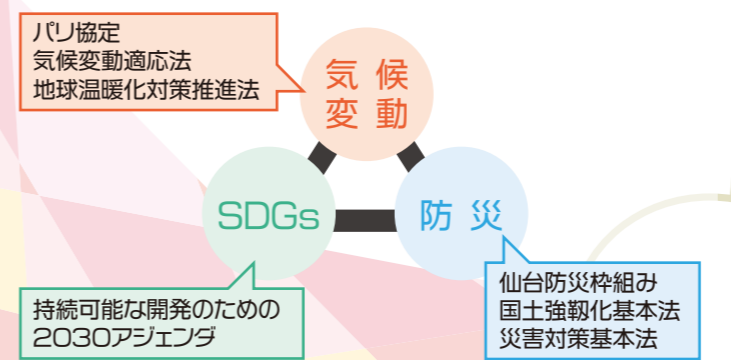 パリ協定
気候変動適応法
地球温暖化対策推進法
気候
変動
SDGs
防災
持続可能な開発のための
2030アジェンダ
仙台防災枠組み
国土強靱化基本法
災害対策基本法